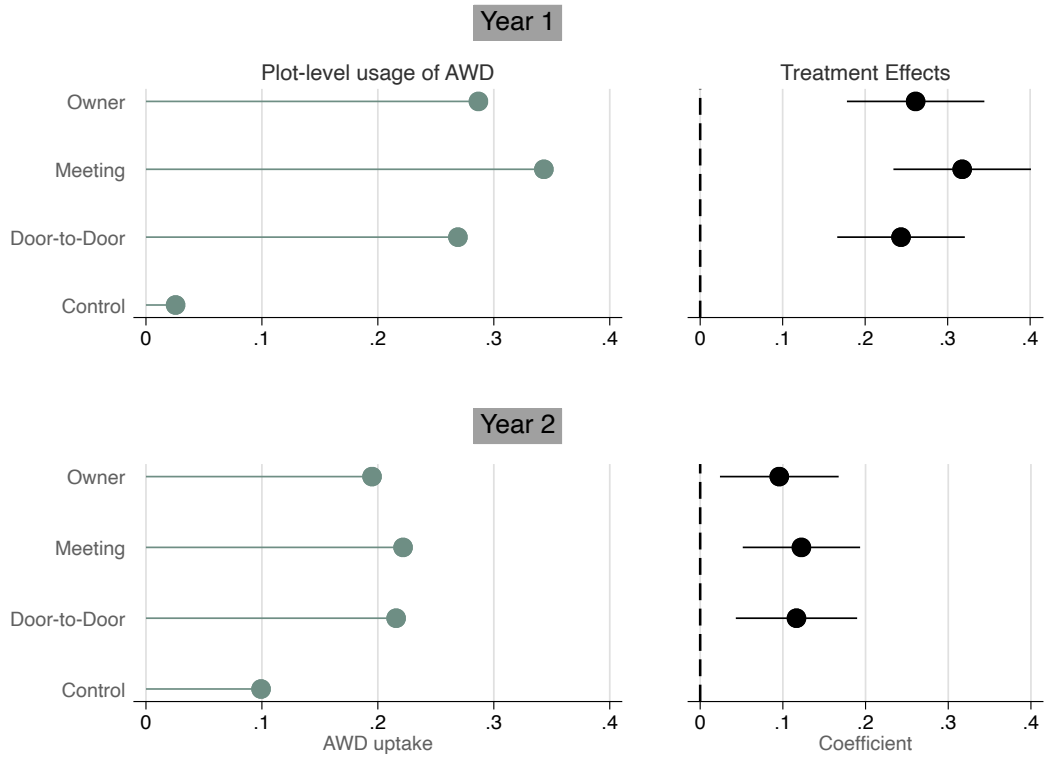 Year 1
Plot-level usage of AWD
Treatment Effects
Owner
Meeting
Door-to-Door
Control
0 .1 .2 .3 .4
0 .1 .2 .3 .4
Year 2
Owner
Meeting
Door-to-Door
Control
0 .1 .2 .3 .4
0 .1 .2 .3 .4
AWD uptake
Coefficient